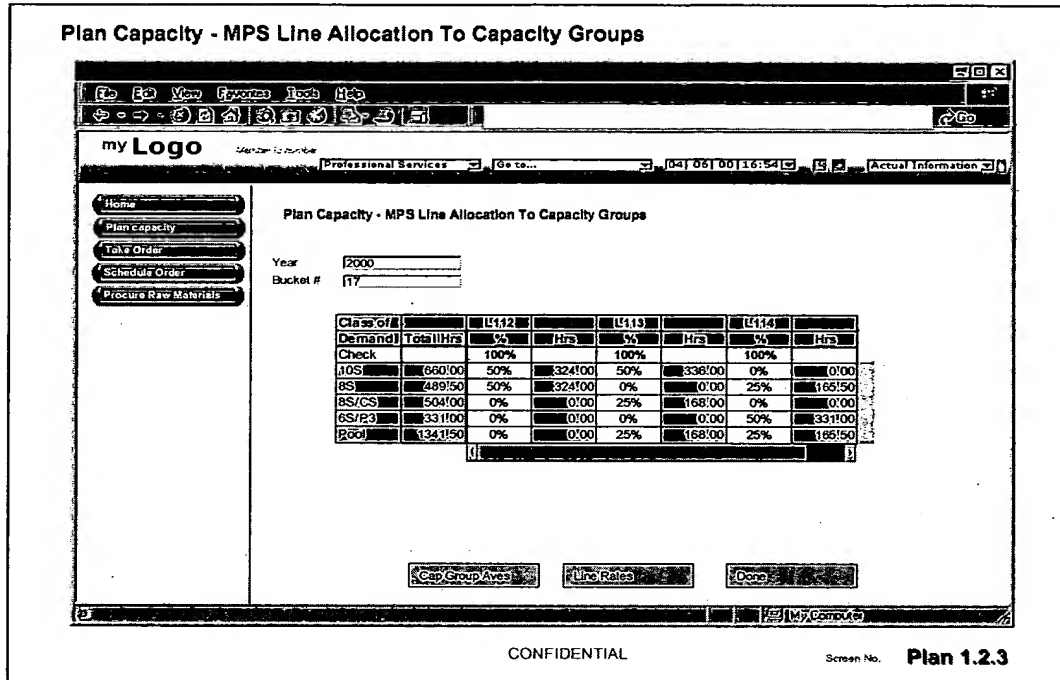 Plan Capacity - MPS Line Allocation To Capacity Groups
File Edit View Favorites Tools Help
Go
my Logo
Professional Services Go to... 04| 06| 00|16:54 Actual Information
Home
Plan capacity
Take Order
Schedule Order
Procure Raw Materials
Plan Capacity - MPS Line Allocation To Capacity Groups
Year 2000
Bucket # 17
Class of L112 L113 L114
Demand Total Hrs % Hrs % Hrs % Hrs
Check 100% 100% 100%
10S 660.00 50% 324.00 50% 336.00 0% 0.00
8S 489.50 50% 324.00 0% 0.00 25% 165.50
8S/CS 504.00 0% 0.00 25% 168.00 0% 0.00
6S/P3 331.00 0% 0.00 0% 0.00 50% 331.00
Pool 1341.50 0% 0.00 25% 168.00 25% 165.50
Cap Group Aves Line Rates Done
My Computer
CONFIDENTIAL Screen No. Plan 1.2.3